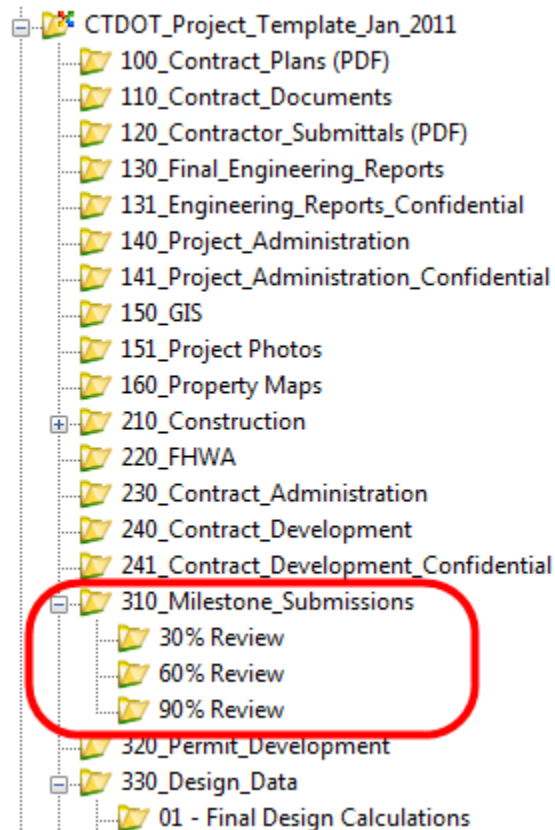 CTDOT_Project_Template_Jan_2011
100_Contract_Plans (PDF)
110_Contract_Documents
120_Contractor_Submittals (PDF)
130_Final_Engineering_Reports
131_Engineering_Reports_Confidential
140_Project_Administration
141_Project_Administration_Confidential
150_GIS
151_Project Photos
160_Property Maps
210_Construction
220_FHWA
230_Contract_Administration
240_Contract_Development
241_Contract_Development_Confidential
310_Milestone_Submissions
30% Review
60% Review
90% Review
320_Permit_Development
330_Design_Data
01 - Final Design Calculations